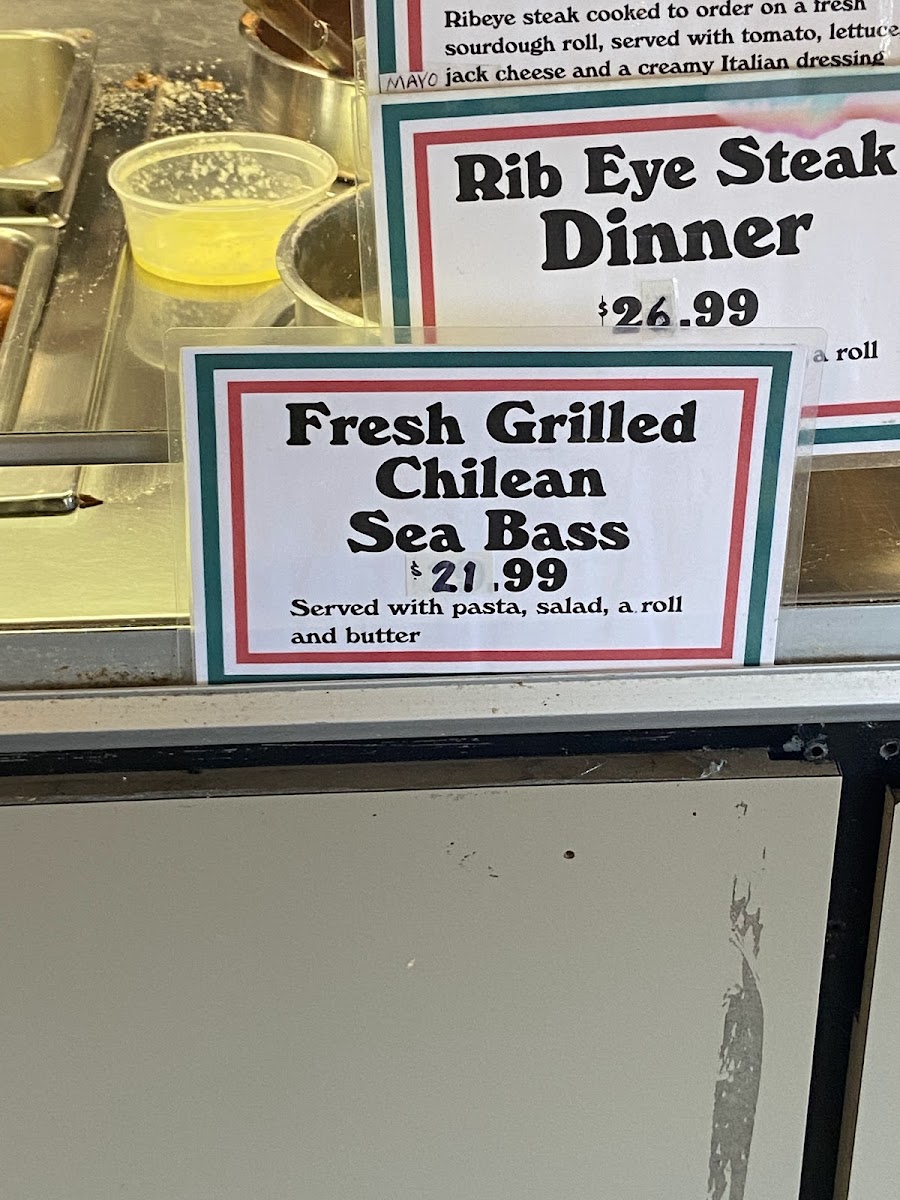 Ribeye steak cooked to order on a fresh
sourdough roll, served with tomato, lettuce,
MAYO jack cheese and a creamy Italian dressing
Rib Eye Steak
Dinner
$26.99
a roll
Fresh Grilled
Chilean
Sea Bass
$21.99
Served with pasta, salad, a roll
and butter